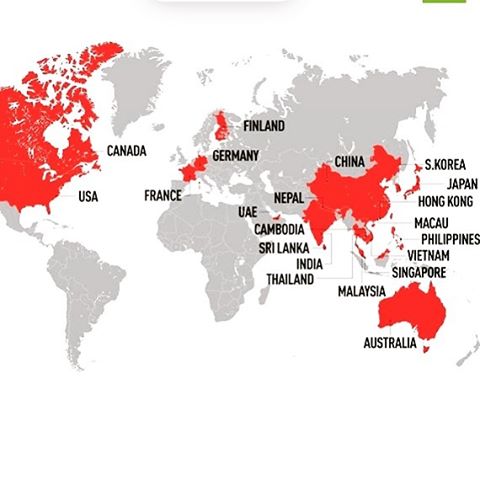 FINLAND
CANADA
GERMANY
CHINA
S.KOREA
JAPAN
USA
FRANCE
NEPAL
HONG KONG
UAE
MACAU
CAMBODIA
PHILIPPINES
SRI LANKA
VIETNAM
INDIA
SINGAPORE
THAILAND
MALAYSIA
AUSTRALIA